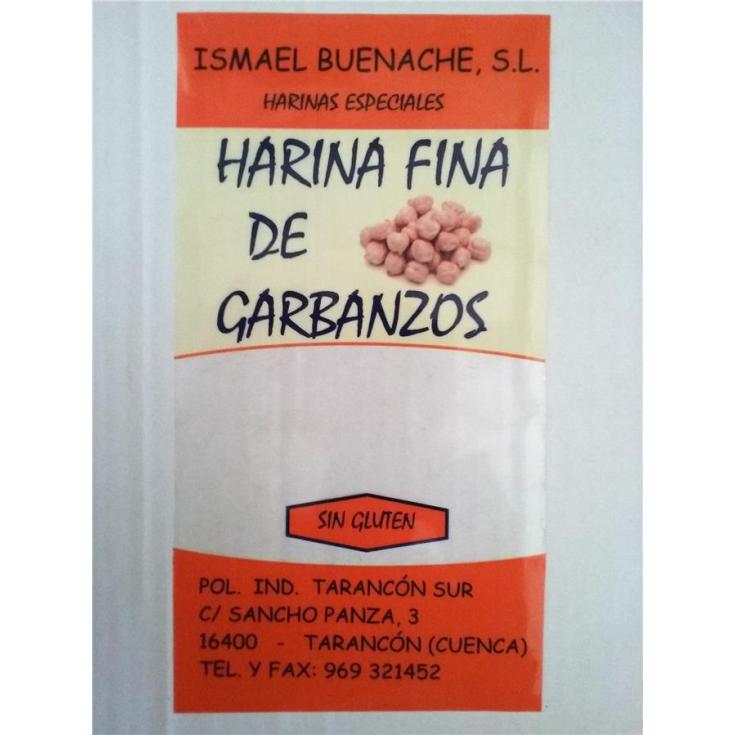 ISMAEL BUENACHE, S.L.
HARINAS ESPECIALES
HARINA FINA
DE
GARBANZOS
SIN GLUTEN
POL. IND. TARANCÓN SUR
C/ SANCHO PANZA, 3
16400 - TARANCÓN (CUENCA)
TEL. Y FAX: 969 321452